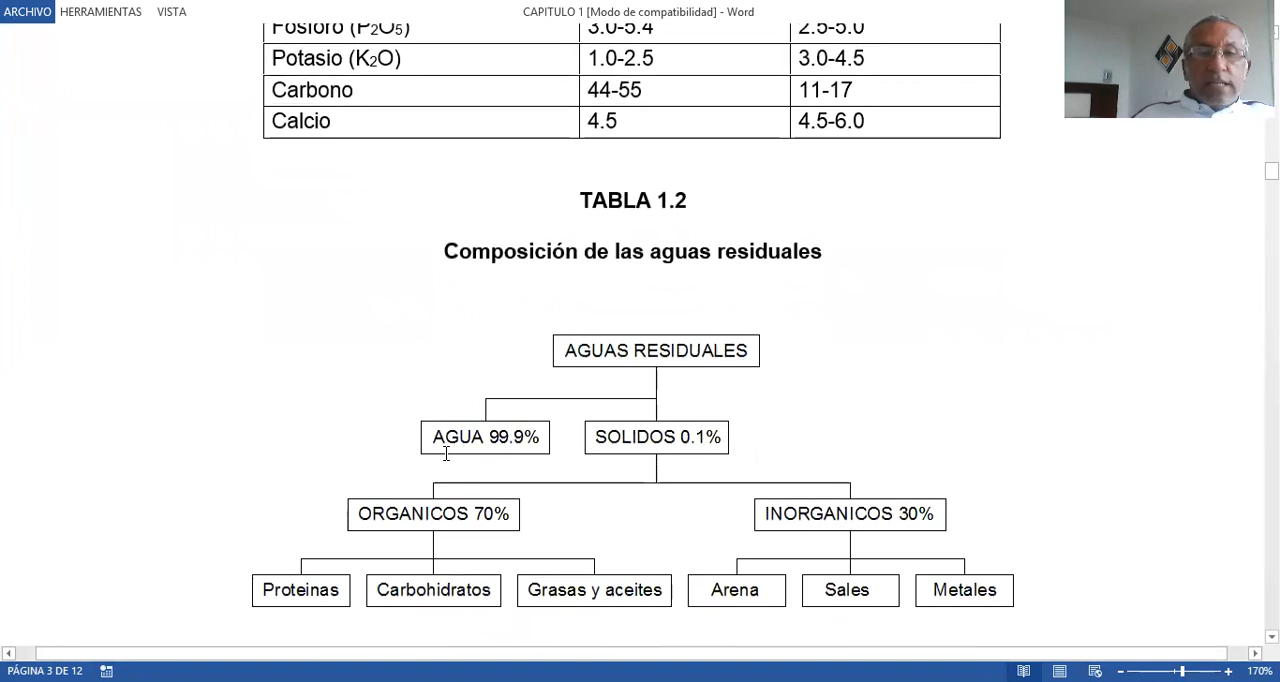 ARCHIVO HERRAMIENTAS VISTA CAPITULO 1 [Modo de compatibilidad] - Word
Fósforo (P₂O₅) 3.0-5.4 2.5-5.0
Potasio (K₂O) 1.0-2.5 3.0-4.5
Carbono 44-55 11-17
Calcio 4.5 4.5-6.0
TABLA 1.2
Composición de las aguas residuales
AGUAS RESIDUALES
AGUA 99.9% SOLIDOS 0.1%
ORGANICOS 70% INORGANICOS 30%
Proteinas Carbohidratos Grasas y aceites Arena Sales Metales
PÁGINA 3 DE 12 170%